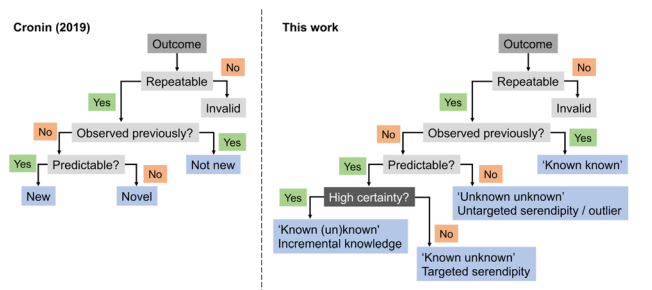 Cronin (2019)
Outcome
No
Repeatable
Yes
Invalid
No
Observed previously?
Yes
Yes
Predictable?
Not new
No
New
Novel
This work
Outcome
No
Repeatable
Yes
Invalid
No
Observed previously?
Yes
Yes
Predictable?
‘Known known’
No
Yes
High certainty?
‘Unknown unknown’
Untargeted serendipity / outlier
‘Known (un)known’
Incremental knowledge
No
‘Known unknown’
Targeted serendipity